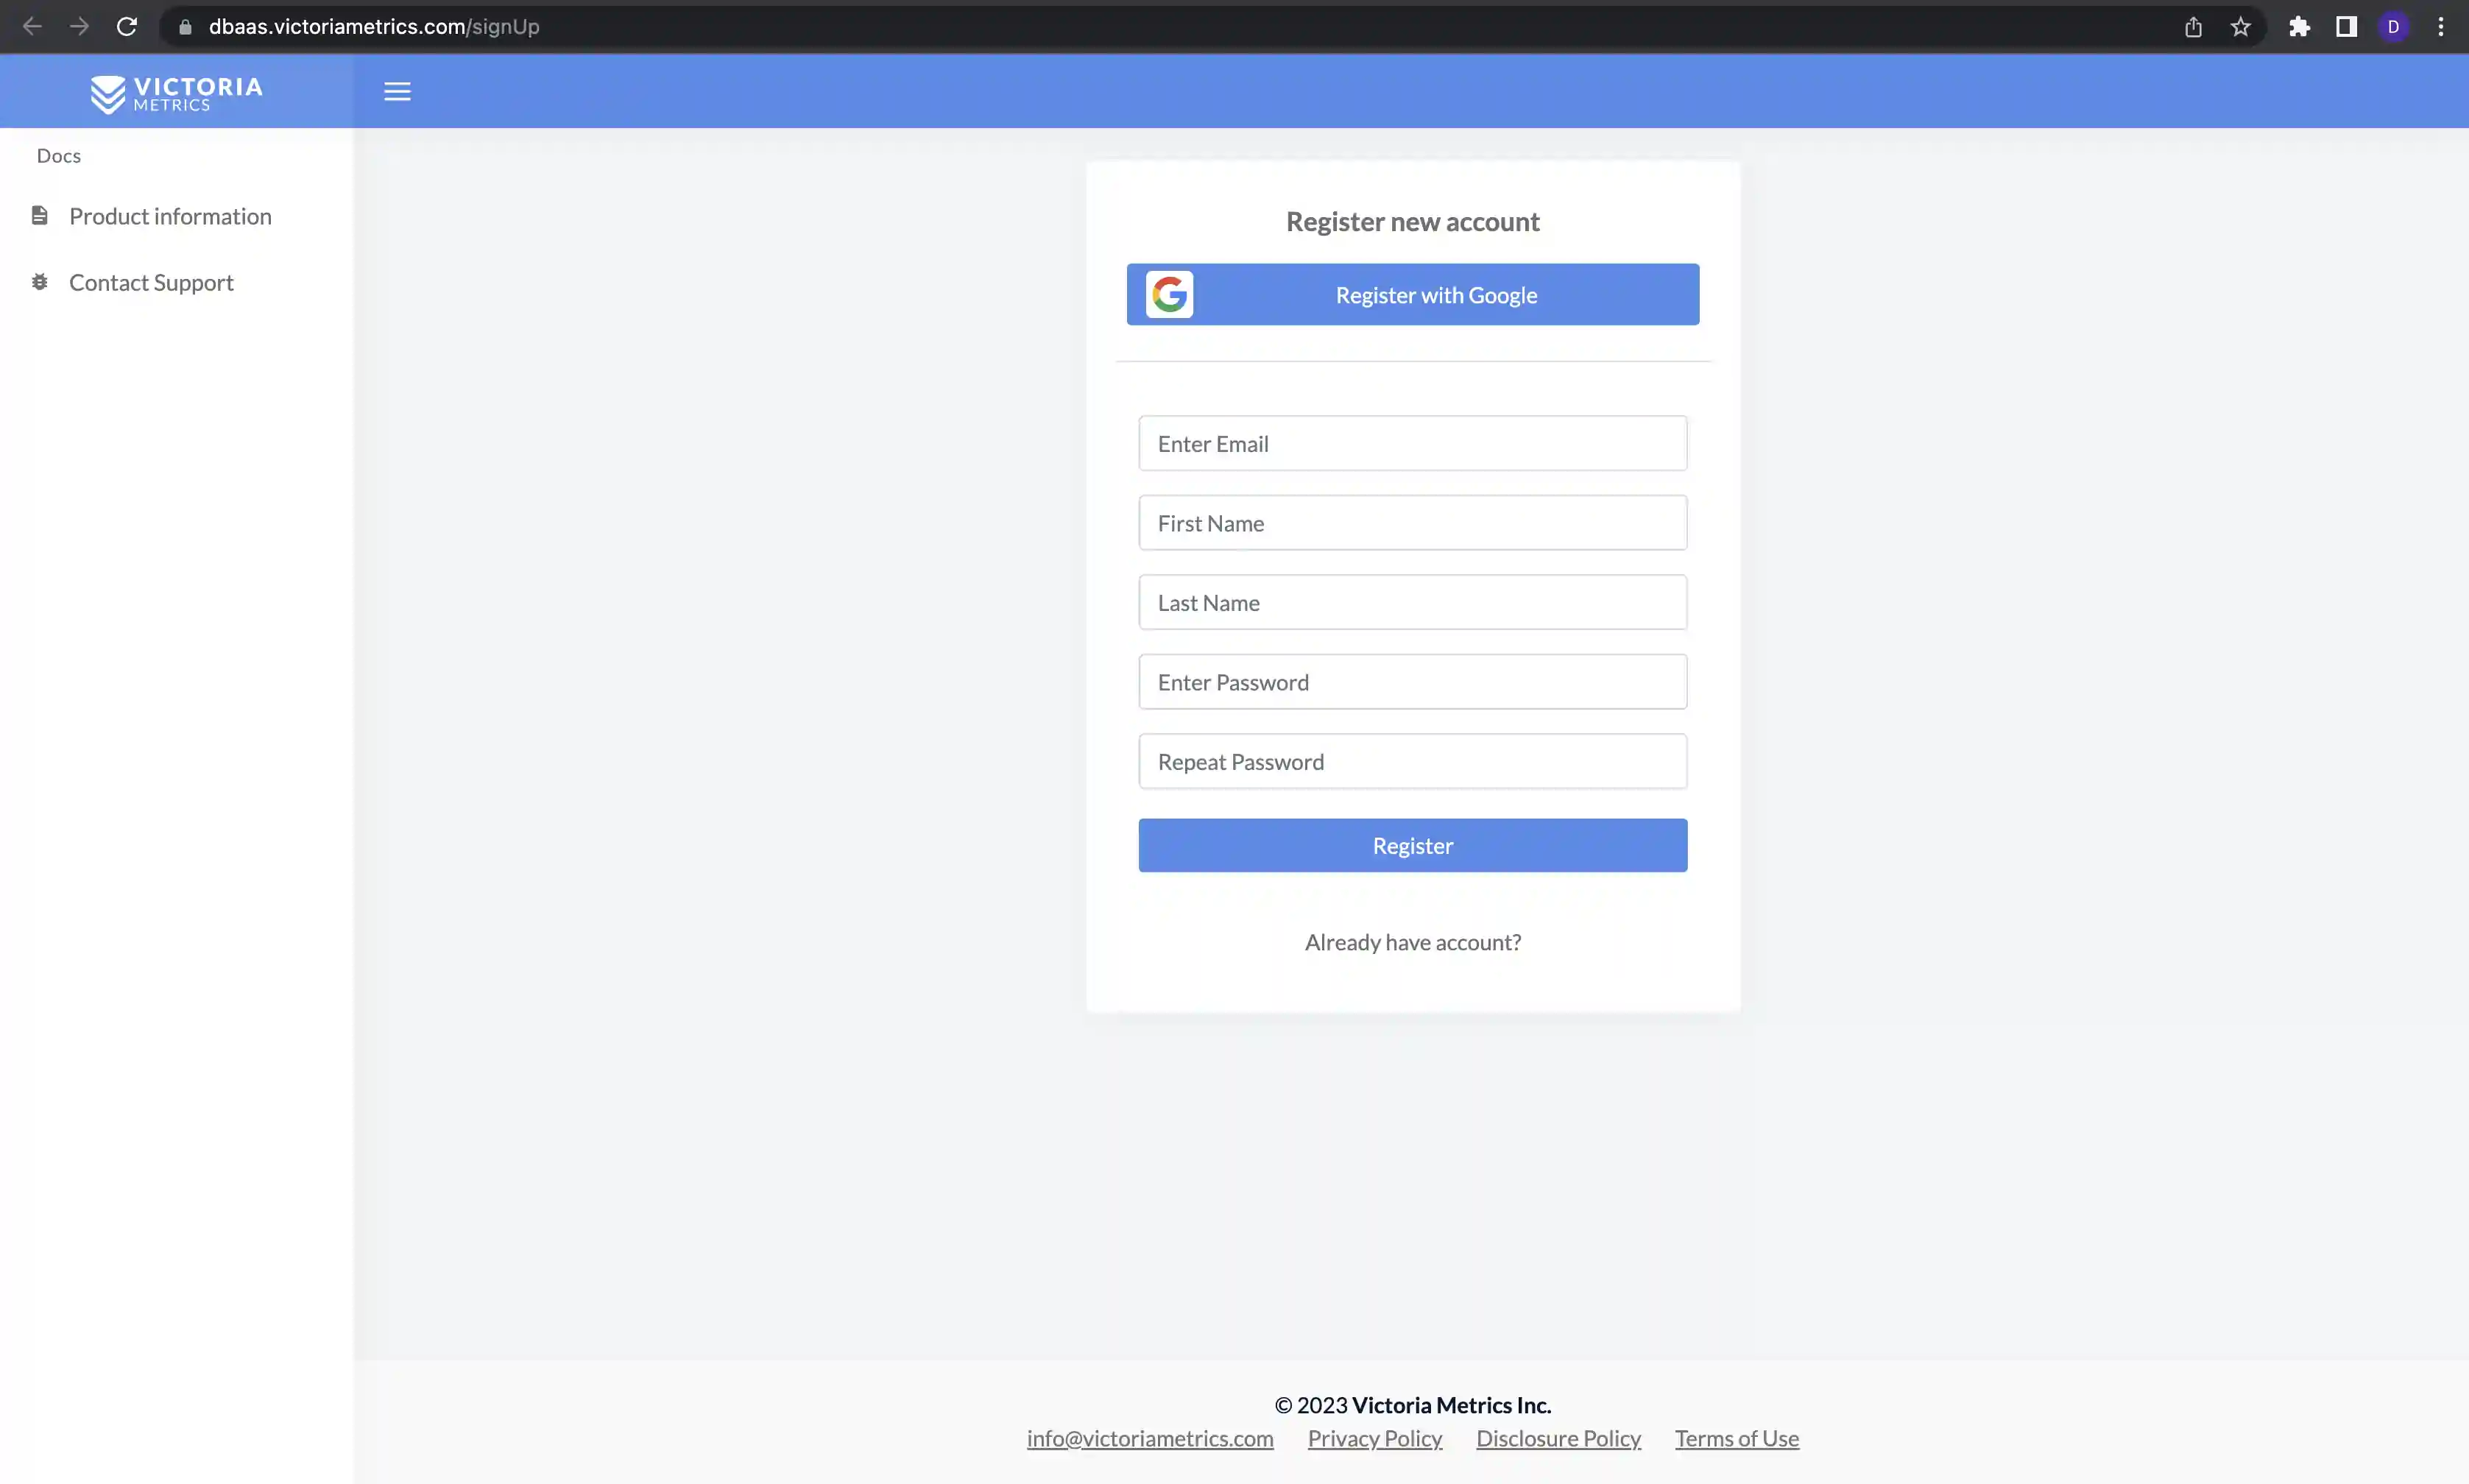 dbaas.victoriametrics.com/signUp
D
VICTORIA
METRICS
Docs
Product information
Contact Support
Register new account
Register with Google
Enter Email
First Name
Last Name
Enter Password
Repeat Password
Register
Already have account?
© 2023 Victoria Metrics Inc.
info@victoriametrics.com Privacy Policy Disclosure Policy Terms of Use